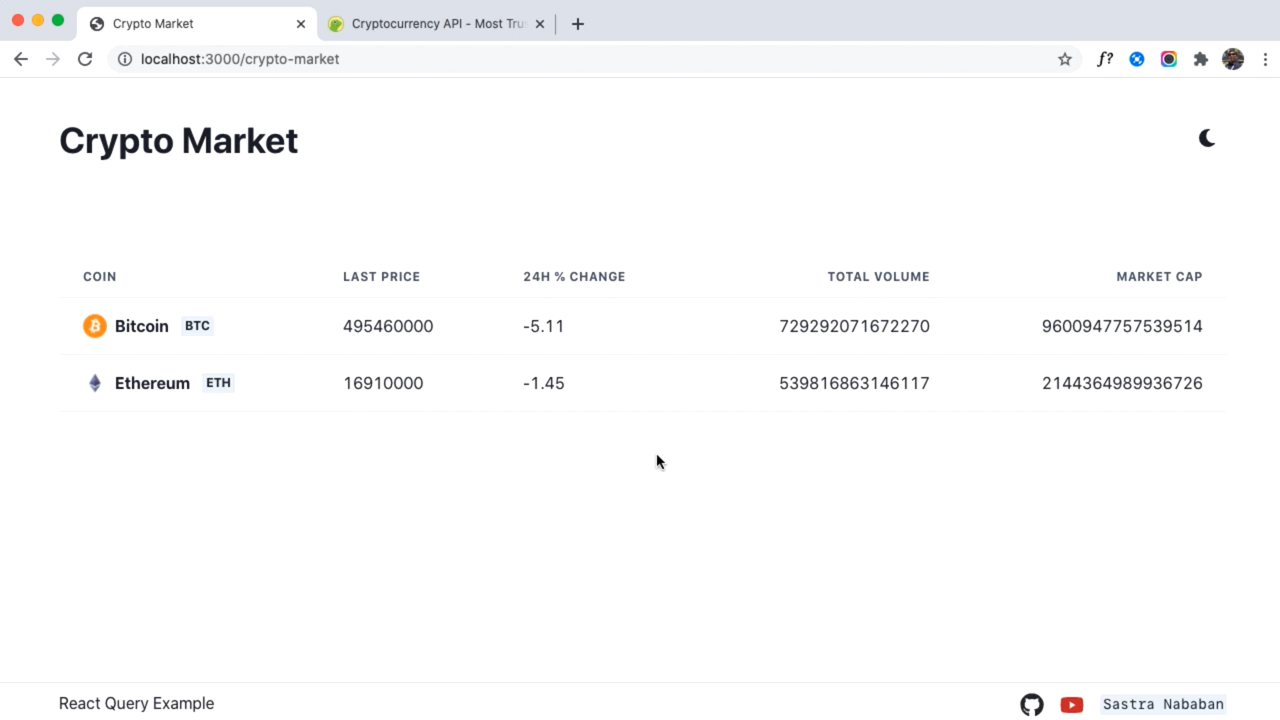 Crypto Market
Cryptocurrency API - Most Tru
localhost:3000/crypto-market
f?
Crypto Market
COIN LAST PRICE 24H % CHANGE TOTAL VOLUME MARKET CAP
Bitcoin BTC 495460000 -5.11 729292071672270 9600947757539514
Ethereum ETH 16910000 -1.45 539816863146117 2144364989936726
React Query Example Sastra Nababan